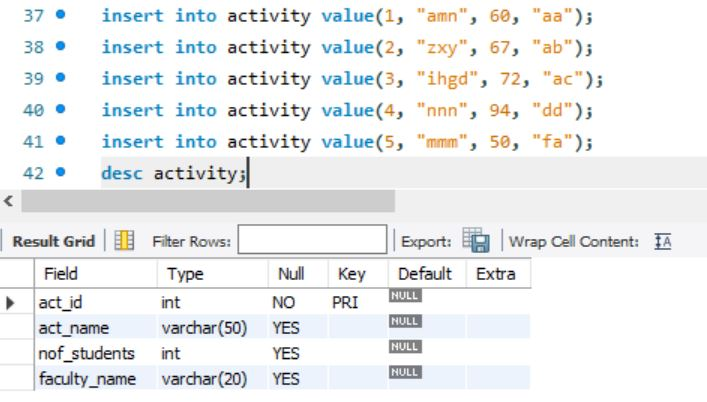 37 insert into activity value(1, "amn", 60, "aa");
38 insert into activity value(2, "zxy", 67, "ab");
39 insert into activity value(3, "ihgd", 72, "ac");
40 insert into activity value(4, "nnn", 94, "dd");
41 insert into activity value(5, "mmm", 50, "fa");
42 desc activity;
Result Grid Filter Rows: Export: Wrap Cell Content: IA
Field Type Null Key Default Extra
act_id int NO PRI NULL
act_name varchar(50) YES NULL
nof_students int YES NULL
faculty_name varchar(20) YES NULL